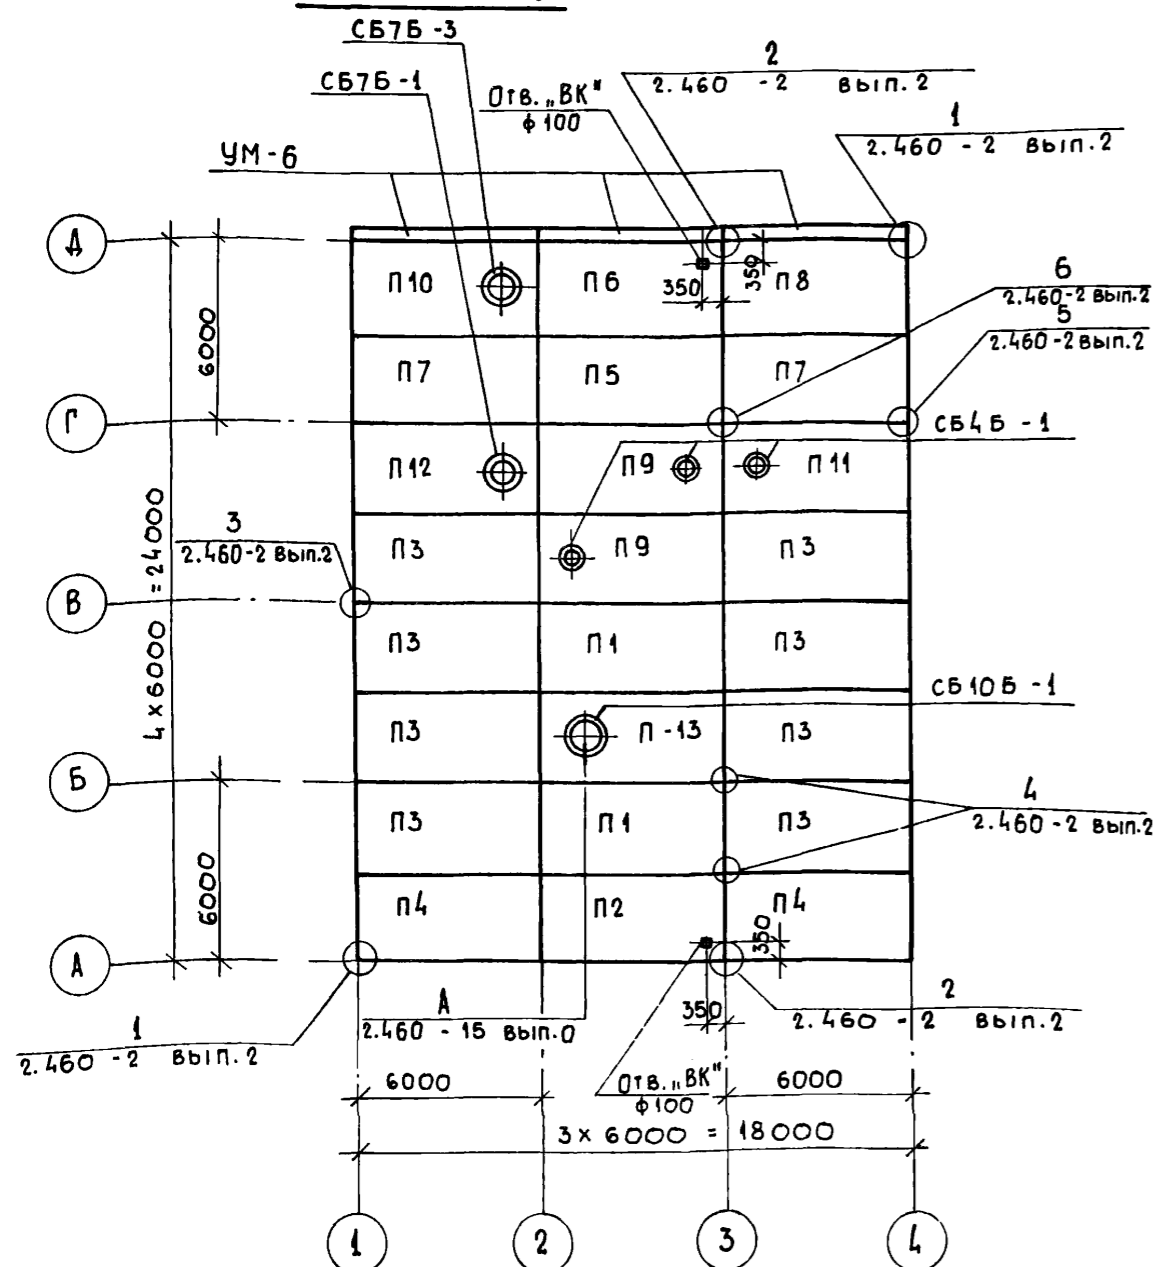 СБ7Б-3
СБ7Б-1
Отв. „ВК"
ф 100
2
2.460 -2 вып.2
1
2.460 - 2 вып.2
УМ-6
Д
350
350
П10
П6
П8
6
2.460-2 вып.2
5
2.460-2 вып.2
6000
П7
П5
П7
Г
СБ4Б -1
П12
П9
П11
3
2.460-2 вып.2
П3
П9
П3
4 x 6000 = 24000
В
П3
П1
П3
СБ10Б -1
П3
П -13
П3
Б
4
2.460 -2 вып.2
П3
П1
П3
6000
П4
П2
П4
350
А
350
1
2.460 -2 вып.2
А
2.460 - 15 вып.0
2
2.460 - 2 вып.2
6000
Отв. „ВК"
ф100
6000
3 x 6000 = 18000
1
2
3
4